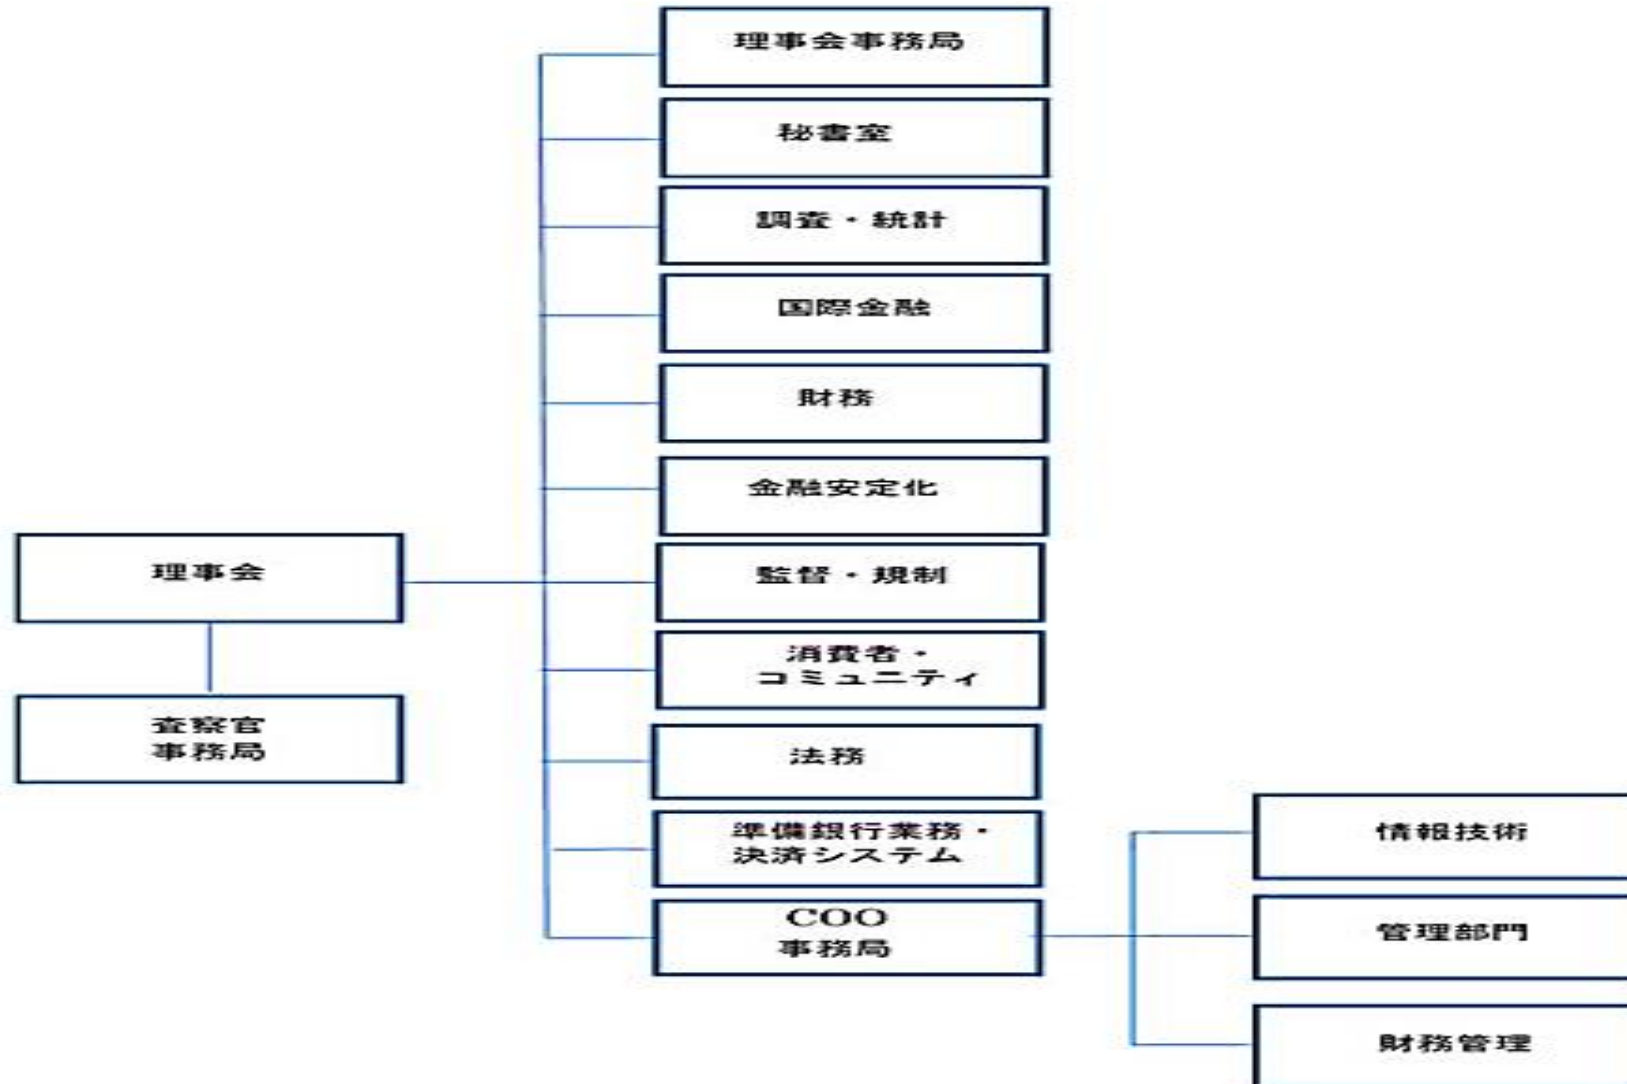 理事会事務局
秘書室
調査・統計
国際金融
財務
金融安定化
監督・規制
理事会
消費者・
コミュニティ
査察官
事務局
法務
準備銀行業務・
決済システム
情報技術
COO
事務局
管理部門
財務管理